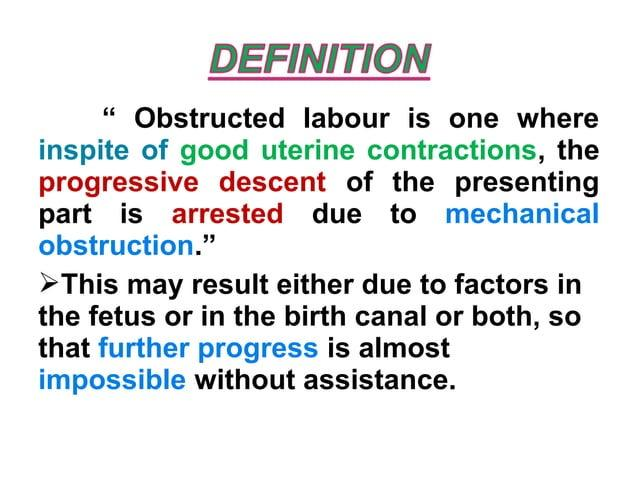 DEFINITION
“ Obstructed labour is one where
inspite of good uterine contractions, the
progressive descent of the presenting
part is arrested due to mechanical
obstruction.”
➢This may result either due to factors in
the fetus or in the birth canal or both, so
that further progress is almost
impossible without assistance.